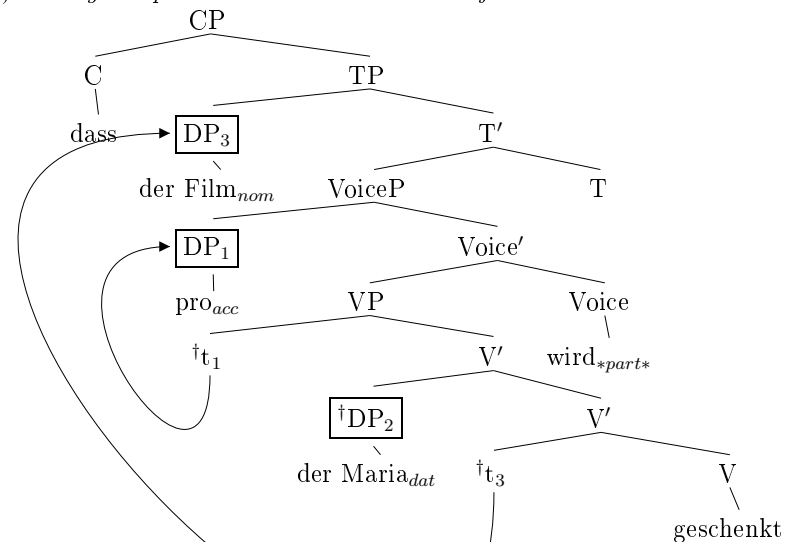 CP
C TP
dass DP3 T′
der Filmnom VoiceP T
DP1 Voice′
proacc VP Voice
†t1 V′ wird*part*
†DP2 V′
der Mariadat †t3 V
geschenkt